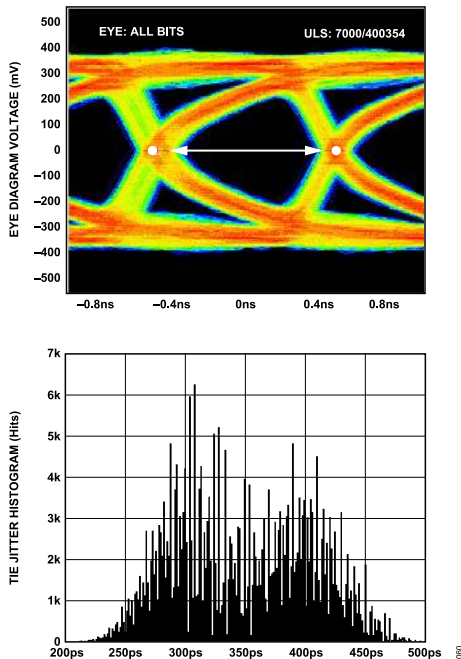 EYE: ALL BITS
ULS: 7000/400354
EYE DIAGRAM VOLTAGE (mV)
500
400
300
200
100
0
–100
–200
–300
–400
–500
–0.8ns –0.4ns 0ns 0.4ns 0.8ns
TIE JITTER HISTOGRAM (Hits)
7k
6k
5k
4k
3k
2k
1k
0
200ps 250ps 300ps 350ps 400ps 450ps 500ps
060